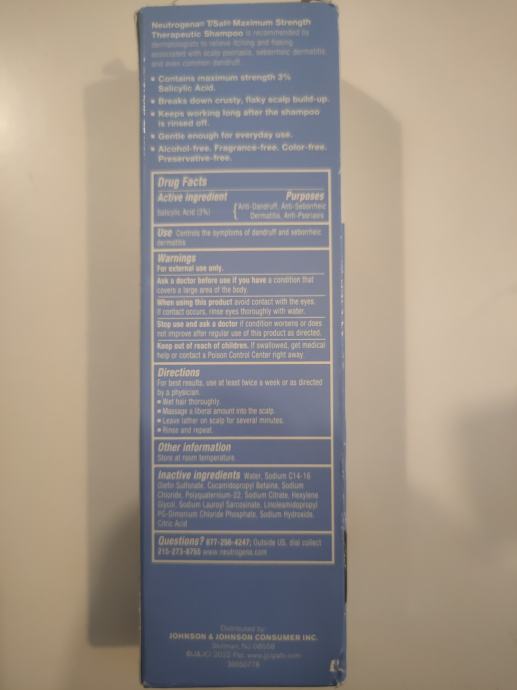 Neutrogena® T/Sal® Maximum Strength
Therapeutic Shampoo is recommended by
dermatologists to relieve itching and flaking
associated with scalp psoriasis, seborrheic dermatitis
and even common dandruff.
• Contains maximum strength 3%
Salicylic Acid.
• Breaks down crusty, flaky scalp build-up.
• Keeps working long after the shampoo
is rinsed off.
• Gentle enough for everyday use.
• Alcohol-free. Fragrance-free. Color-free.
Preservative-free.
Drug Facts
Active ingredient Purposes
Salicylic Acid (3%) { Anti-Dandruff, Anti-Seborrheic
Dermatitis, Anti-Psoriasis
Use Controls the symptoms of dandruff and seborrheic
dermatitis
Warnings
For external use only.
Ask a doctor before use if you have a condition that
covers a large area of the body.
When using this product avoid contact with the eyes.
If contact occurs, rinse eyes thoroughly with water.
Stop use and ask a doctor if condition worsens or does
not improve after regular use of this product as directed.
Keep out of reach of children. If swallowed, get medical
help or contact a Poison Control Center right away.
Directions
For best results, use at least twice a week or as directed
by a physician.
▪ Wet hair thoroughly.
▪ Massage a liberal amount into the scalp.
▪ Leave lather on scalp for several minutes.
▪ Rinse and repeat.
Other information
Store at room temperature.
Inactive ingredients Water, Sodium C14-16
Olefin Sulfonate, Cocamidopropyl Betaine, Sodium
Chloride, Polyquaternium-22, Sodium Citrate, Hexylene
Glycol, Sodium Lauroyl Sarcosinate, Linoleamidopropyl
PG-Dimonium Chloride Phosphate, Sodium Hydroxide,
Citric Acid
Questions? 877-256-4247; Outside US, dial collect
215-273-8755 www.neutrogena.com
Distributed by:
JOHNSON & JOHNSON CONSUMER INC.
Skillman, NJ 08558
©J&JCI 2022